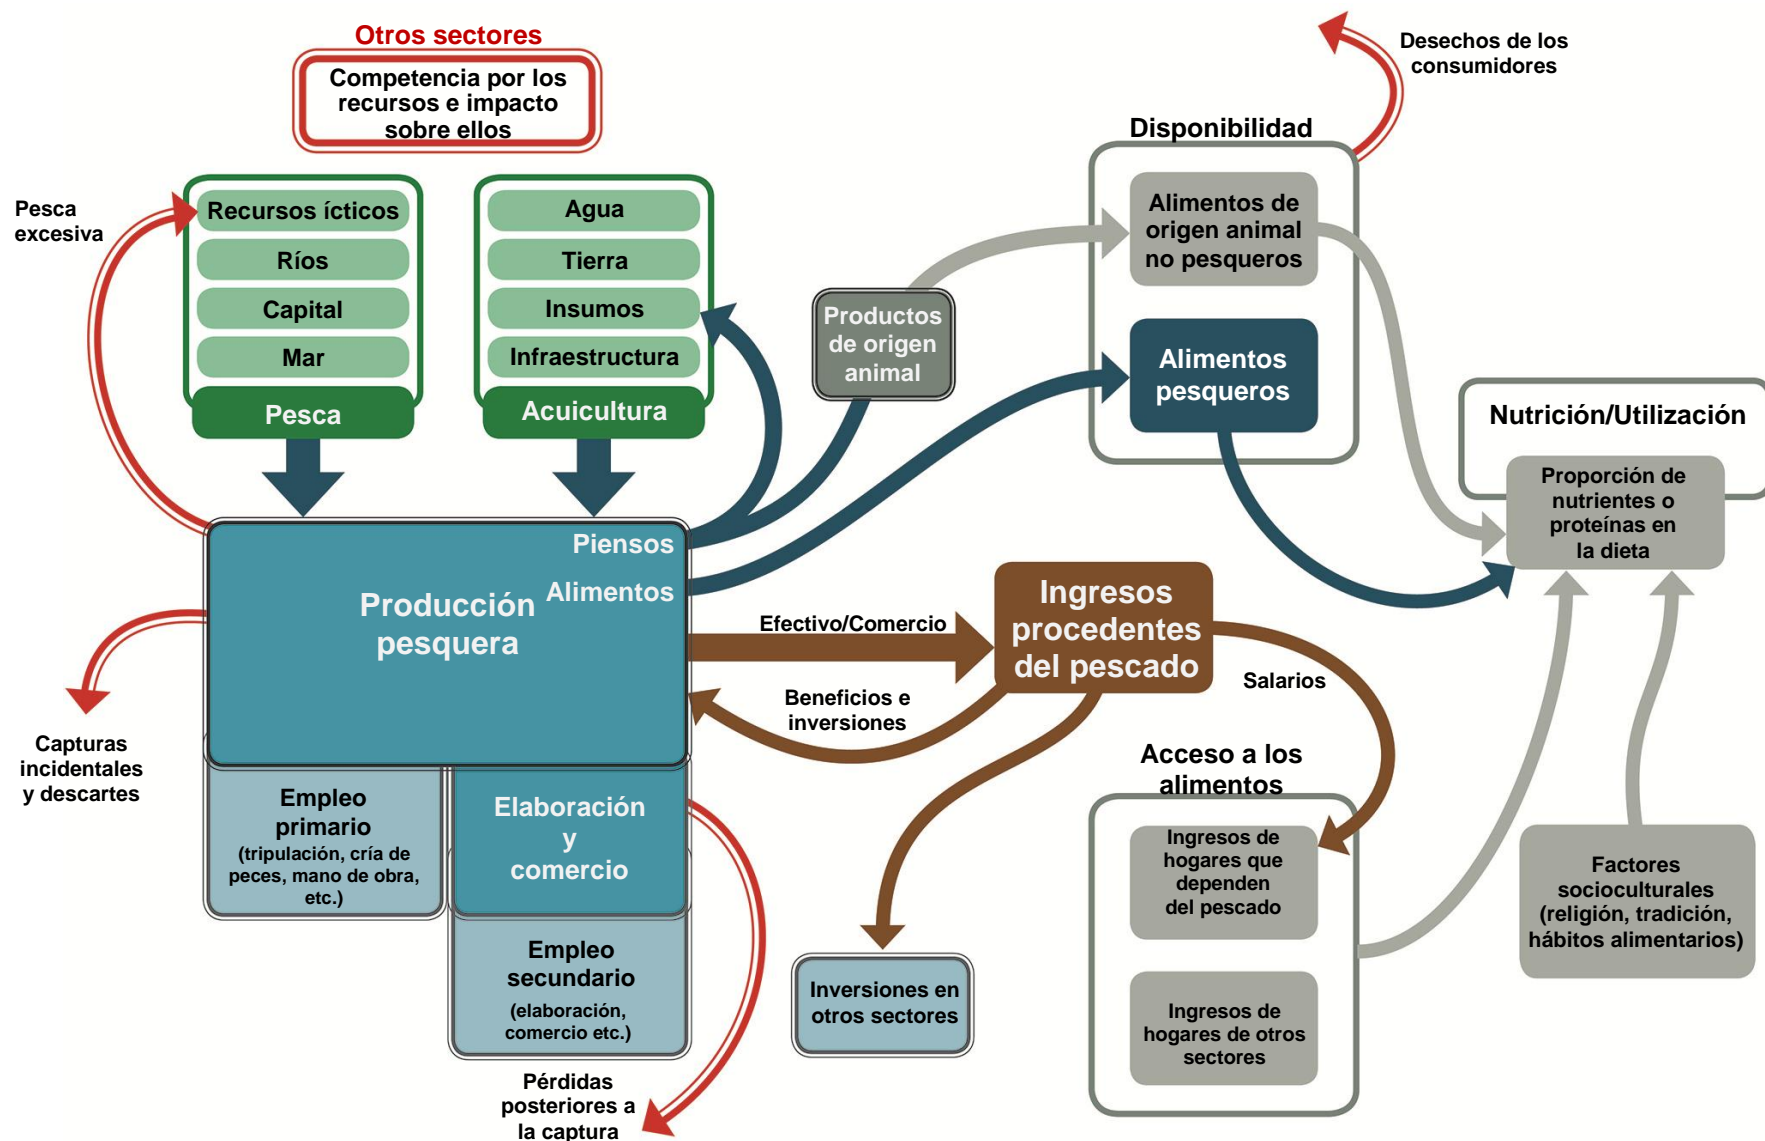 Otros sectores
Competencia por los
recursos e impacto
sobre ellos
Desechos de los
consumidores
Pesca
excesiva
Recursos ícticos
Ríos
Capital
Mar
Pesca
Agua
Tierra
Insumos
Infraestructura
Acuicultura
Productos
de origen
animal
Disponibilidad
Alimentos de
origen animal
no pesqueros
Alimentos
pesqueros
Nutrición/Utilización
Proporción de
nutrientes o
proteínas en
la dieta
Piensos
Alimentos
Producción
pesquera
Efectivo/Comercio
Ingresos
procedentes
del pescado
Beneficios e
inversiones
Salarios
Capturas
incidentales
y descartes
Empleo
primario
(tripulación, cría de
peces, mano de obra,
etc.)
Elaboración
y
comercio
Empleo
secundario
(elaboración,
comercio etc.)
Pérdidas
posteriores a
la captura
Inversiones en
otros sectores
Acceso a los
alimentos
Ingresos de
hogares que
dependen
del pescado
Ingresos de
hogares de otros
sectores
Factores
socioculturales
(religión, tradición,
hábitos alimentarios)